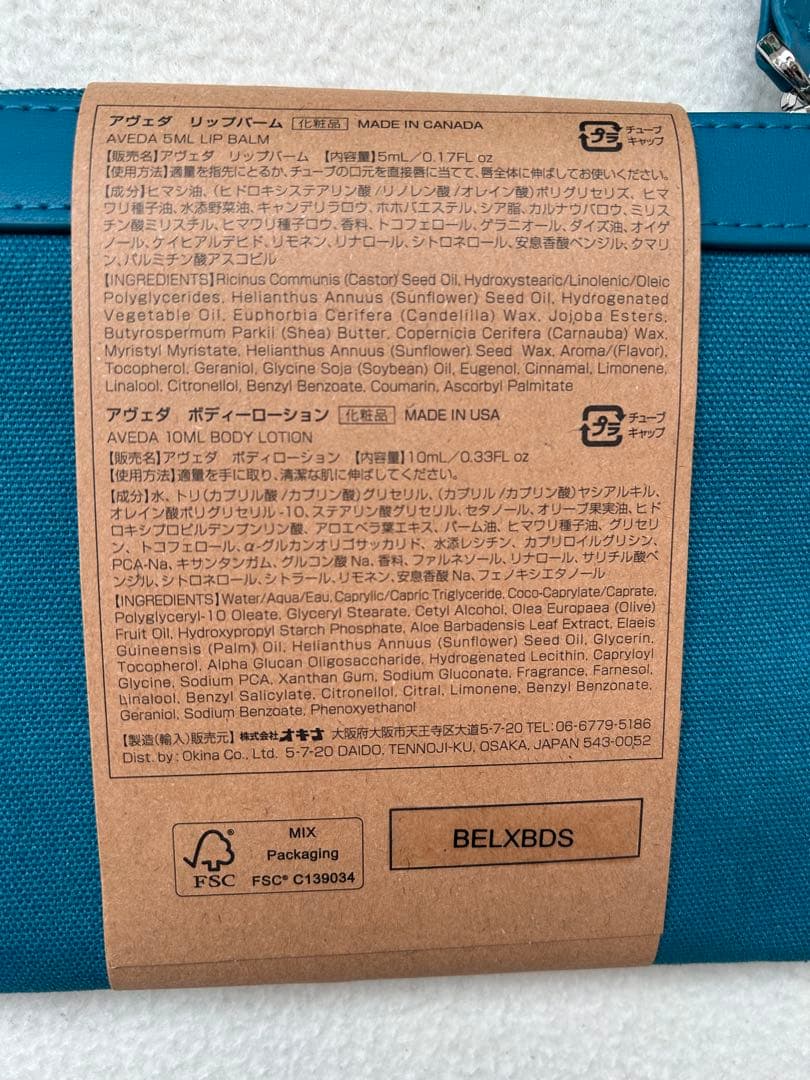 アヴェダ リップバーム 化粧品 MADE IN CANADA
AVEDA 5ML LIP BALM
プラ チューブ
キャップ
【販売名】アヴェダ リップバーム 【内容量】5mL/0.17FL oz
【使用方法】適量を指先にとるか、チューブの口元を直接唇に当てて、唇全体に伸ばしてお使いください。
【成分】ヒマシ油、(ヒドロキシステアリン酸/リノレン酸/オレイン酸)ポリグリセリズ、ヒマ
ワリ種子油、水添野菜油、キャンデリラロウ、ホホバエステル、シア脂、カルナウバロウ、ミリス
チン酸ミリスチル、ヒマワリ種子ロウ、香料、トコフェロール、ゲラニオール、ダイズ油、オイゲ
ノール、ケイヒアルデヒド、リモネン、リナロール、シトロネロール、安息香酸ベンジル、クマリ
ン、パルミチン酸アスコビル
【INGREDIENTS】Ricinus Communis (Castor) Seed Oil, Hydroxystearic/Linolenic/Oleic
Polyglycerides, Helianthus Annuus (Sunflower) Seed Oil, Hydrogenated
Vegetable Oil, Euphorbia Cerifera (Candelilla) Wax, Jojoba Esters,
Butyrospermum Parkii (Shea) Butter, Copernicia Cerifera (Carnauba) Wax,
Myristyl Myristate, Helianthus Annuus (Sunflower) Seed Wax, Aroma/(Flavor),
Tocopherol, Geraniol, Glycine Soja (Soybean) Oil, Eugenol, Cinnamal, Limonene,
Linalool, Citronellol, Benzyl Benzoate, Coumarin, Ascorbyl Palmitate
アヴェダ ボディーローション 化粧品 MADE IN USA
AVEDA 10ML BODY LOTION
プラ チューブ
キャップ
【販売名】アヴェダ ボディローション 【内容量】10mL/0.33FL oz
【使用方法】適量を手に取り、清潔な肌に伸ばしてください。
【成分】水、トリ(カプリル酸/カプリン酸)グリセリル、(カプリル/カプリン酸)ヤシアルキル、
オレイン酸ポリグリセリル-10、ステアリン酸グリセリル、セタノール、オリーブ果実油、ヒド
ロキシプロピルデンプンリン酸、アロエベラ葉エキス、パーム油、ヒマワリ種子油、グリセリ
ン、トコフェロール、α-グルカンオリゴサッカリド、水添レシチン、カプリロイルグリシン、
PCA-Na、キサンタンガム、グルコン酸Na、香料、ファルネソール、リナロール、サリチル酸ベ
ンジル、シトロネロール、シトラール、リモネン、安息香酸Na、フェノキシエタノール
【INGREDIENTS】Water/Aqua/Eau, Caprylic/Capric Triglyceride, Coco-Caprylate/Caprate,
Polyglyceryl-10 Oleate, Glyceryl Stearate, Cetyl Alcohol, Olea Europaea (Olive)
Fruit Oil, Hydroxypropyl Starch Phosphate, Aloe Barbadensis Leaf Extract, Elaeis
Guineensis (Palm) Oil, Helianthus Annuus (Sunflower) Seed Oil, Glycerin,
Tocopherol, Alpha Glucan Oligosaccharide, Hydrogenated Lecithin, Capryloyl
Glycine, Sodium PCA, Xanthan Gum, Sodium Gluconate, Fragrance, Farnesol,
Linalool, Benzyl Salicylate, Citronellol, Citral, Limonene, Benzyl Benzonate,
Geraniol, Sodium Benzoate, Phenoxyethanol
【製造(輸入)販売元】株式会社オキナ 大阪府大阪市天王寺区大道5-7-20 TEL:06-6779-5186
Dist. by : Okina Co., Ltd. 5-7-20 DAIDO, TENNOJI-KU, OSAKA, JAPAN 543-0052
MIX
Packaging
FSC FSC® C139034
BELXBDS